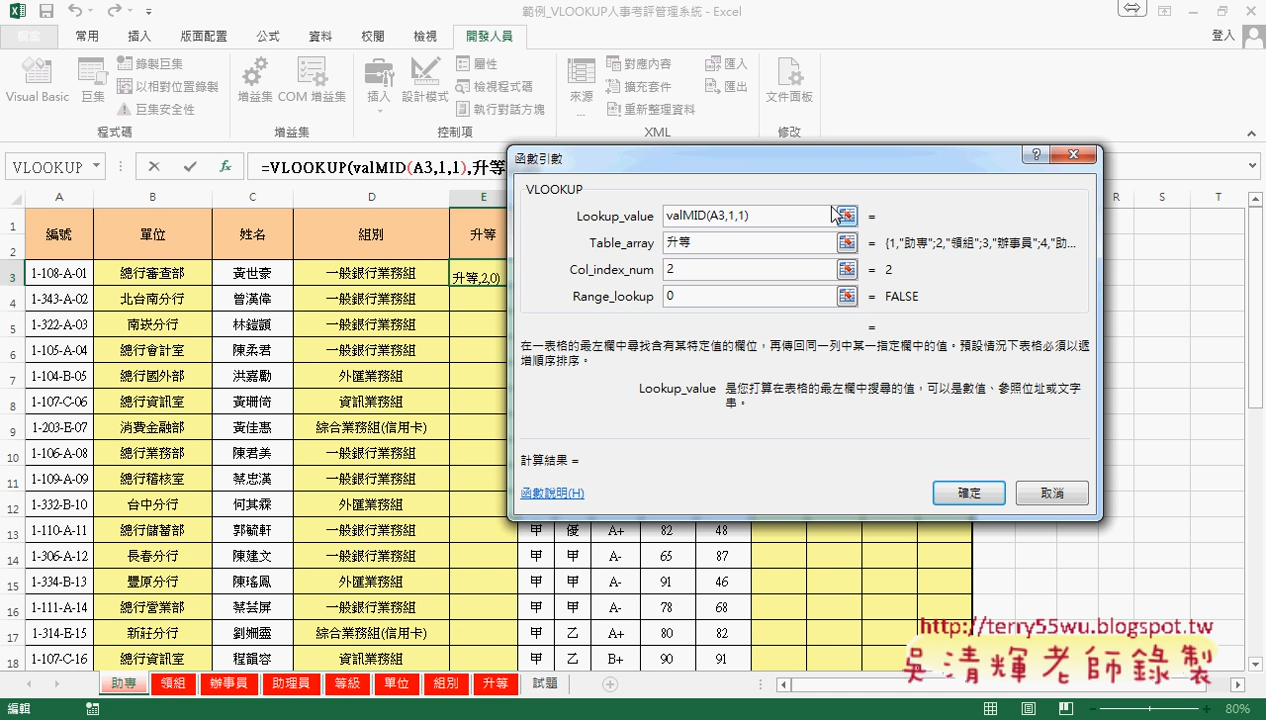 範例_VLOOKUP人事考評管理系統 - Excel
常用 插入 版面配置 公式 資料 校閱 檢視 開發人員 登入
Visual Basic 巨集 錄製巨集 以相對位置錄製 巨集安全性 程式碼
增益集 COM 增益集 增益集
插入 設計模式 屬性 檢視程式碼 執行對話方塊 控制項
來源 對應內容 擴充套件 重新整理資料 匯入 匯出 XML
文件面板 修改
VLOOKUP =VLOOKUP(valMID(A3,1,1),升等
A B C D E R S T
1 編號 單位 姓名 組別 升等
2
3 1-108-A-01 總行審查部 黃世豪 一般銀行業務組 升等,2,0)
4 1-343-A-02 北台南分行 曾漢偉 一般銀行業務組
5 1-322-A-03 南崁分行 林鎧顗 一般銀行業務組
6 1-105-A-04 總行會計室 陳柔君 一般銀行業務組
7 1-104-B-05 總行國外部 洪嘉勵 外匯業務組
8 1-107-C-06 總行資訊室 黃珊倚 資訊業務組
9 1-203-E-07 消費金融部 黃佳惠 綜合業務組(信用卡)
10 1-106-A-08 總行業務部 陳君美 一般銀行業務組
11 1-109-A-09 總行稽核室 蔡忠漢 一般銀行業務組
12 1-332-B-10 台中分行 何其霖 外匯業務組
13 1-110-A-11 總行儲蓄部 郭毓軒 一般銀行業務組 甲 優 A+ 82 48
14 1-306-A-12 長春分行 陳建文 一般銀行業務組 甲 甲 A- 65 87
15 1-334-B-13 豐原分行 陳瑤鳳 外匯業務組 甲 甲 A- 91 46
16 1-111-A-14 總行營業部 蔡芸屏 一般銀行業務組 甲 甲 A- 78 68
17 1-314-E-15 新莊分行 劉姍靈 綜合業務組(信用卡) 甲 乙 A+ 80 82
18 1-107-C-16 總行資訊室 程韻容 資訊業務組 甲 乙 B+ 90 91
函數引數
VLOOKUP
Lookup_value valMID(A3,1,1) =
Table_array 升等 = {1,"助專";2,"領組";3,"辦事員";4,"助...
Col_index_num 2 = 2
Range_lookup 0 = FALSE
=
在一表格的最左欄中尋找含有某特定值的欄位，再傳回同一列中某一指定欄中的值。預設情況下表格必須以遞
增順序排序。
Lookup_value 是您打算在表格的最左欄中搜尋的值，可以是數值、參照位址或文字
串。
計算結果 =
函數說明(H) 確定 取消
http://terry55wu.blogspot.tw
吳清輝老師錄製
助專 領組 辦事員 助理員 等級 單位 組別 升等 試題
編輯 80%